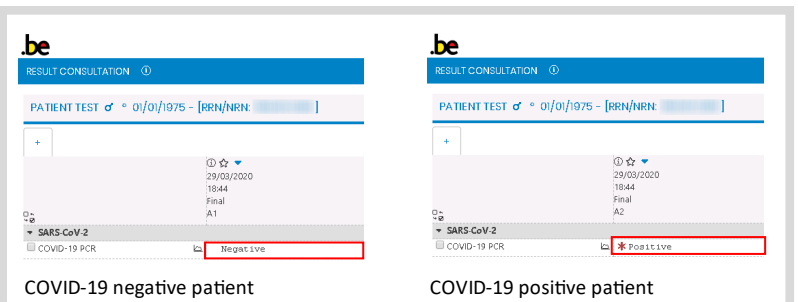 .be
RESULT CONSULTATION
PATIENT TEST ♂ ° 01/01/1975 - [RRN/NRN: ]
+
29/03/2020
18:44
Final
A1
SARS-CoV-2
COVID-19 PCR Negative
COVID-19 negative patient
.be
RESULT CONSULTATION
PATIENT TEST ♂ ° 01/01/1975 - [RRN/NRN: ]
+
29/03/2020
18:44
Final
A2
SARS-CoV-2
COVID-19 PCR * Positive
COVID-19 positive patient